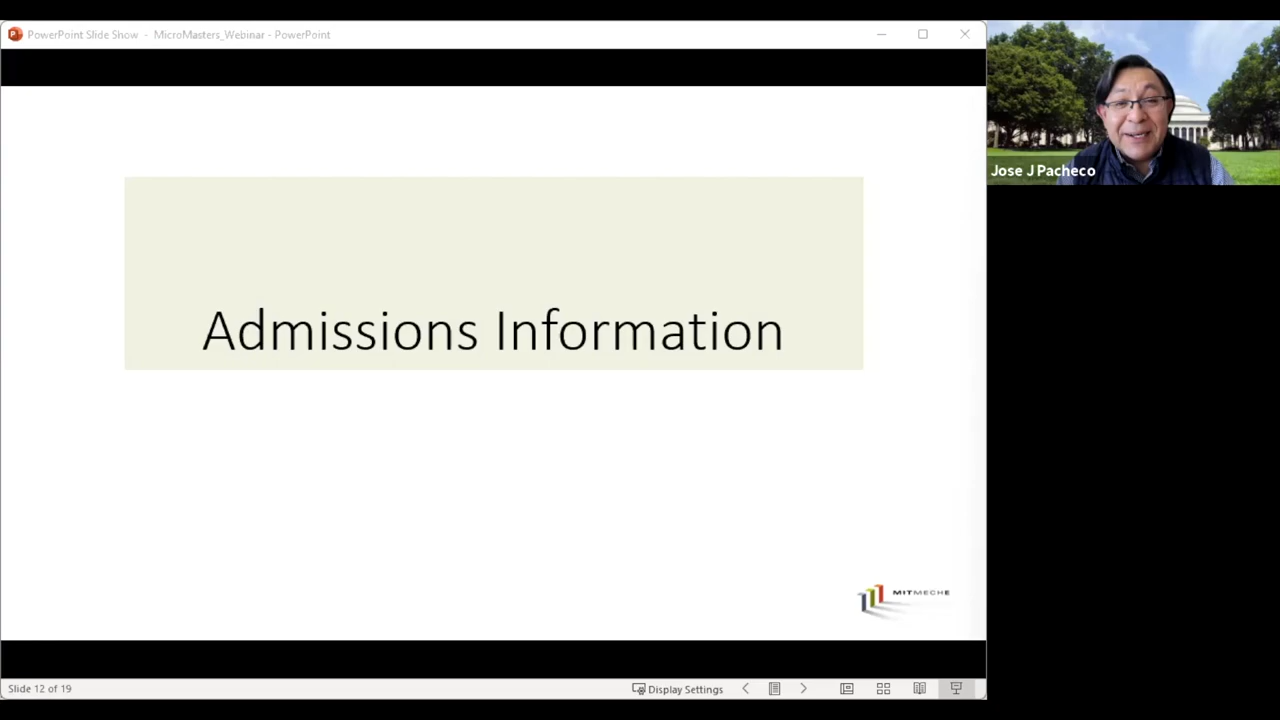 PowerPoint Slide Show - MicroMasters_Webinar - PowerPoint
Jose J Pacheco
Admissions Information
MITMECHE
Slide 12 of 19
Display Settings